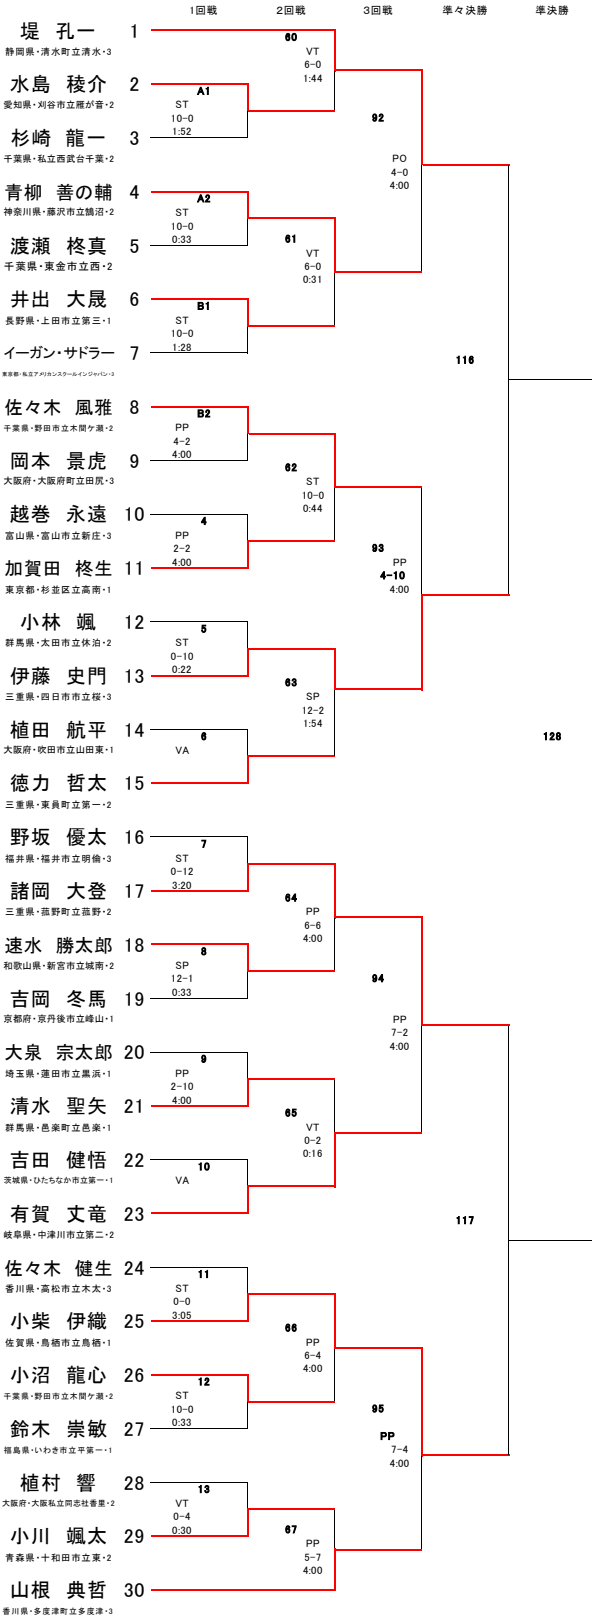 1回戦 2回戦 3回戦 準々決勝 準決勝
堤 孔一 1
静岡県・清水町立清水・3
60
VT
6-0
1:44
水島 稜介 2
愛知県・刈谷市立雁が音・2
A1
ST
10-0
1:52
杉崎 龍一 3
千葉県・私立西武台千葉・2
92
PO
4-0
4:00
青柳 善の輔 4
神奈川県・藤沢市立鵠沼・2
A2
ST
10-0
0:33
渡瀬 柊真 5
千葉県・東金市立西・2
61
VT
6-0
0:31
井出 大晟 6
長野県・上田市立第三・1
B1
ST
10-0
1:28
イーガン・サドラー 7
東京都・私立アメリカンスクールインジャパン・3
116
佐々木 風雅 8
千葉県・野田市立木間ケ瀬・2
B2
PP
4-2
4:00
岡本 景虎 9
大阪府・大阪府町立田尻・3
62
ST
10-0
0:44
越巻 永遠 10
富山県・富山市立新庄・3
4
PP
2-2
4:00
加賀田 柊生 11
東京都・杉並区立高南・1
93
PP
4-10
4:00
小林 颯 12
群馬県・太田市立休泊・2
5
ST
0-10
0:22
伊藤 史門 13
三重県・四日市市立桜・3
63
SP
12-2
1:54
植田 航平 14
大阪府・吹田市立山田東・1
6
VA
徳力 哲太 15
三重県・東員町立第一・2
128
野坂 優太 16
福井県・福井市立明倫・3
7
ST
0-12
3:20
諸岡 大登 17
三重県・菰野町立菰野・2
64
PP
6-6
4:00
速水 勝太郎 18
和歌山県・新宮市立城南・2
8
SP
12-1
0:33
吉岡 冬馬 19
京都府・京丹後市立峰山・1
94
PP
7-2
4:00
大泉 宗太郎 20
埼玉県・蓮田市立黒浜・1
9
PP
2-10
4:00
清水 聖矢 21
群馬県・邑楽町立邑楽・1
65
VT
0-2
0:16
吉田 健悟 22
茨城県・ひたちなか市立第一・1
10
VA
有賀 丈竜 23
岐阜県・中津川市立第二・2
117
佐々木 健生 24
香川県・高松市立木太・3
11
ST
0-0
3:05
小柴 伊織 25
佐賀県・鳥栖市立鳥栖・1
66
PP
6-4
4:00
小沼 龍心 26
千葉県・野田市立木間ケ瀬・2
12
ST
10-0
0:33
鈴木 崇敏 27
福島県・いわき市立平第一・1
95
PP
7-4
4:00
植村 響 28
大阪府・大阪私立同志社香里・2
13
VT
0-4
0:30
小川 颯太 29
青森県・十和田市立東・2
67
PP
5-7
4:00
山根 典哲 30
香川県・多度津町立多度津・3